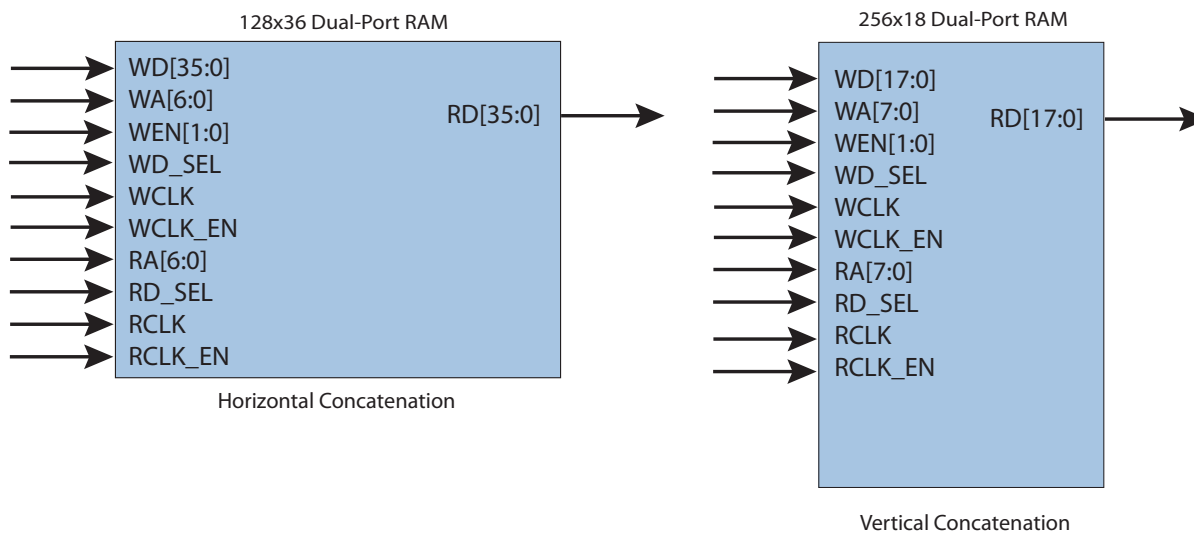 128x36 Dual-Port RAM
WD[35:0]
WA[6:0]
WEN[1:0]
WD_SEL
WCLK
WCLK_EN
RA[6:0]
RD_SEL
RCLK
RCLK_EN
RD[35:0]
Horizontal Concatenation
256x18 Dual-Port RAM
WD[17:0]
WA[7:0]
WEN[1:0]
WD_SEL
WCLK
WCLK_EN
RA[7:0]
RD_SEL
RCLK
RCLK_EN
RD[17:0]
Vertical Concatenation